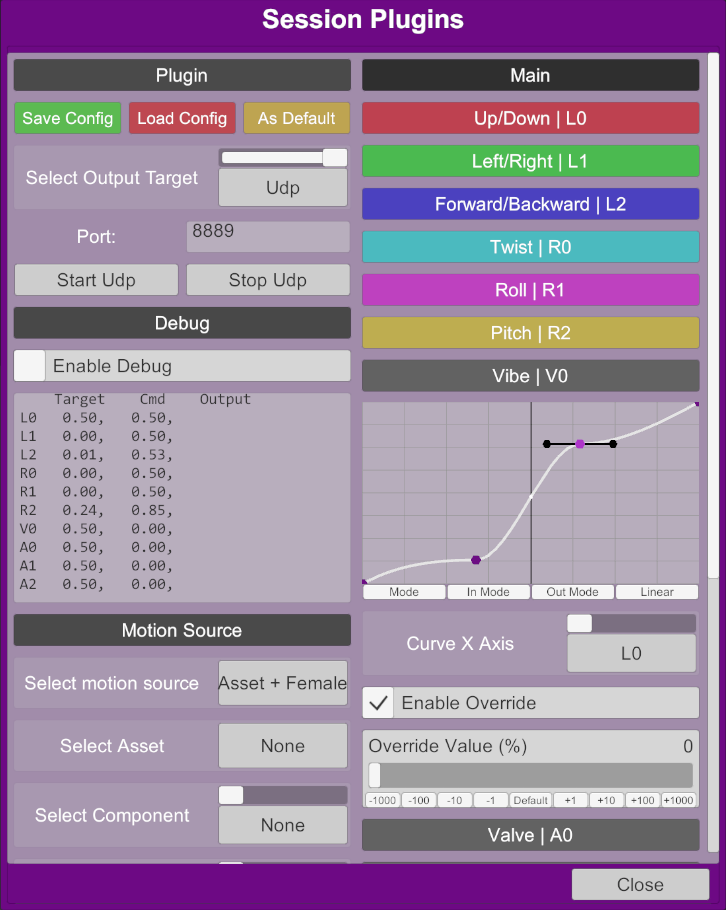 Session Plugins
Plugin
Save Config
Load Config
As Default
Select Output Target
Udp
Port:
8889
Start Udp
Stop Udp
Debug
Enable Debug
Target Cmd Output
L0 0.50, 0.50,
L1 0.00, 0.50,
L2 0.01, 0.53,
R0 0.00, 0.50,
R1 0.00, 0.50,
R2 0.24, 0.85,
V0 0.50, 0.00,
A0 0.50, 0.00,
A1 0.50, 0.00,
A2 0.50, 0.00,
Motion Source
Select motion source
Asset + Female
Select Asset
None
Select Component
None
Main
Up/Down | L0
Left/Right | L1
Forward/Backward | L2
Twist | R0
Roll | R1
Pitch | R2
Vibe | V0
Mode
In Mode
Out Mode
Linear
Curve X Axis
L0
Enable Override
Override Value (%) 0
-1000 -100 -10 -1 Default +1 +10 +100 +1000
Valve | A0
Close